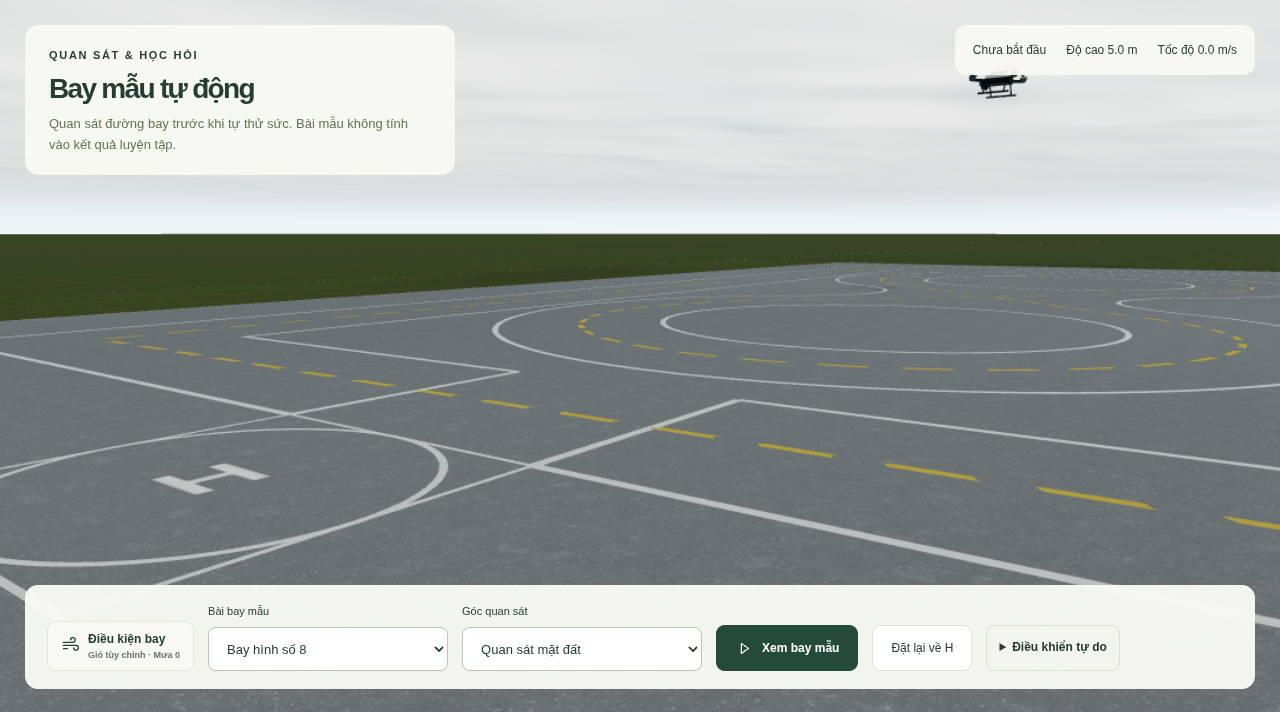 QUAN SÁT & HỌC HỎI
Bay mẫu tự động
Quan sát đường bay trước khi tự thử sức. Bài mẫu không tính
vào kết quả luyện tập.
Chưa bắt đầu Độ cao 5.0 m Tốc độ 0.0 m/s
H
Bài bay mẫu Góc quan sát
Điều kiện bay
Gió tùy chỉnh · Mưa 0
Bay hình số 8 Quan sát mặt đất Xem bay mẫu Đặt lại về H Điều khiển tự do